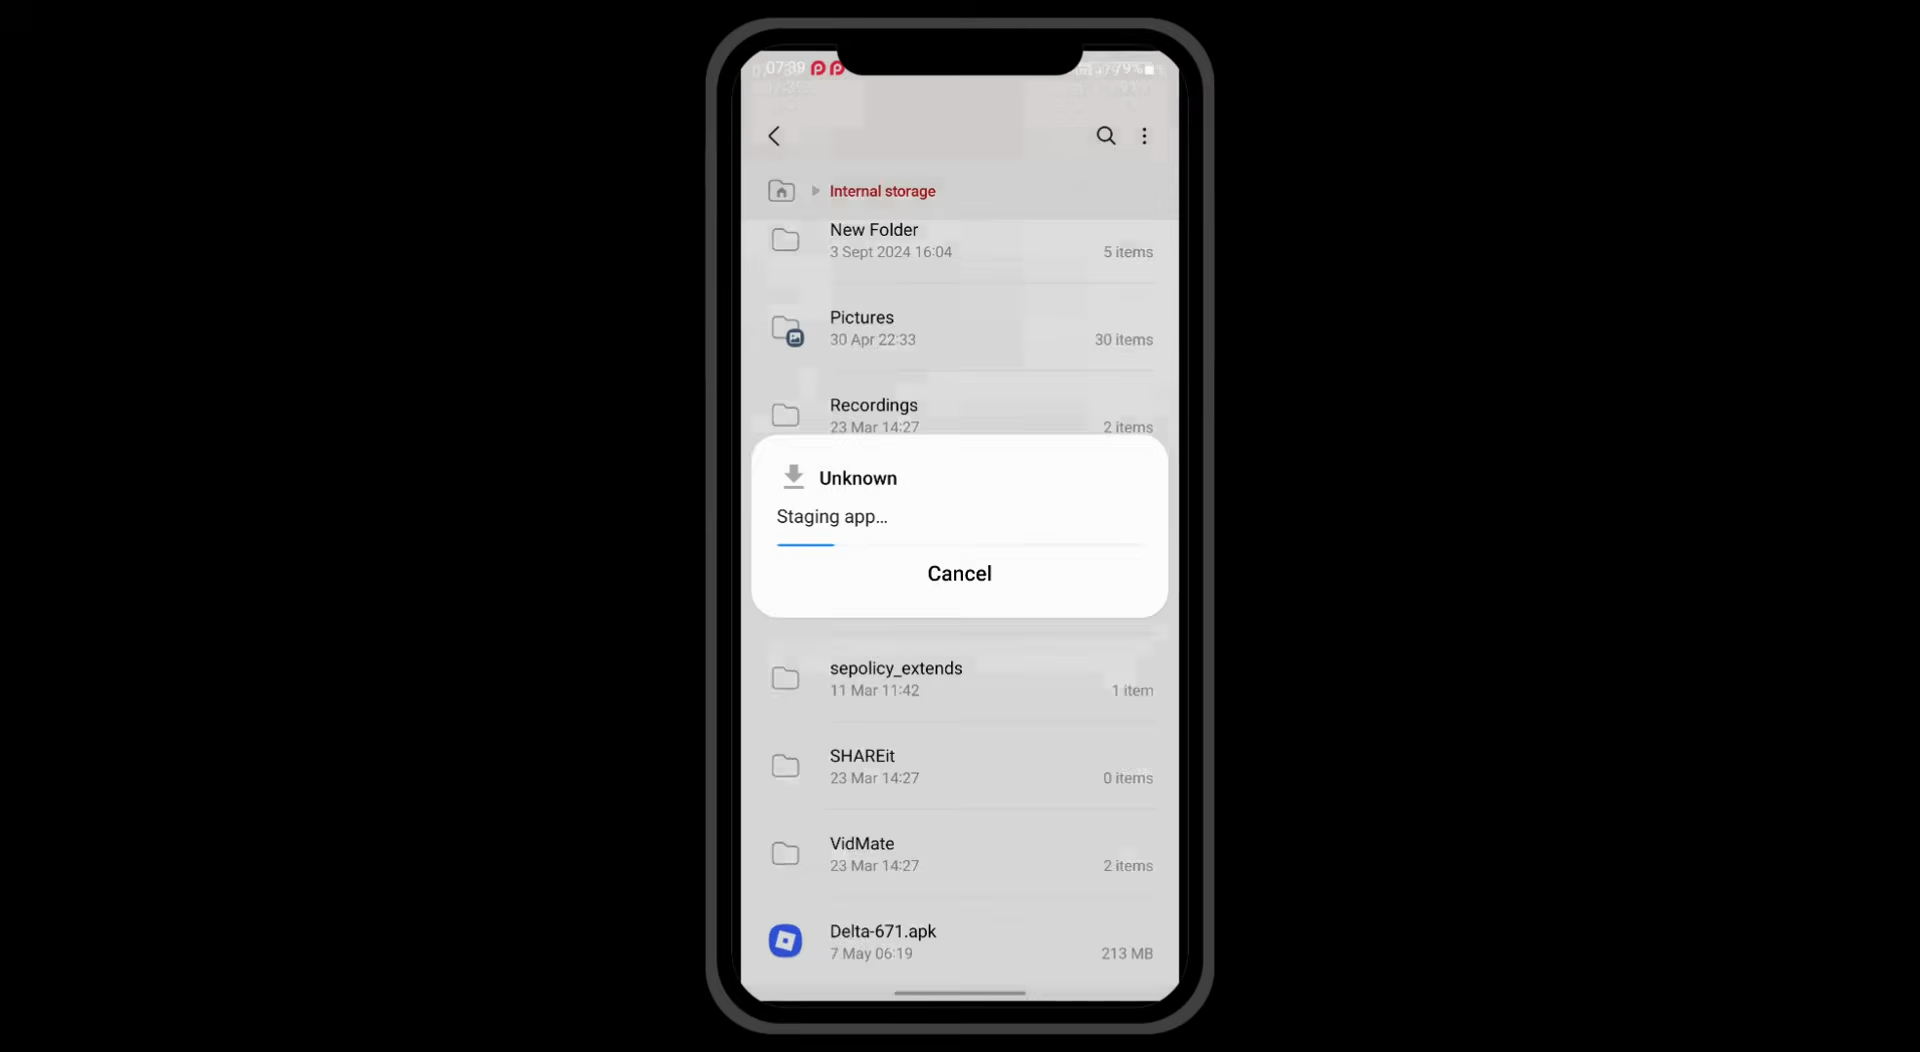 07:39
79%
Internal storage
New Folder
3 Sept 2024 16:04
5 items
Pictures
30 Apr 22:33
30 items
Recordings
23 Mar 14:27
2 items
Unknown
Staging app...
Cancel
sepolicy_extends
11 Mar 11:42
1 item
SHAREit
23 Mar 14:27
0 items
VidMate
23 Mar 14:27
2 items
Delta-671.apk
7 May 06:19
213 MB